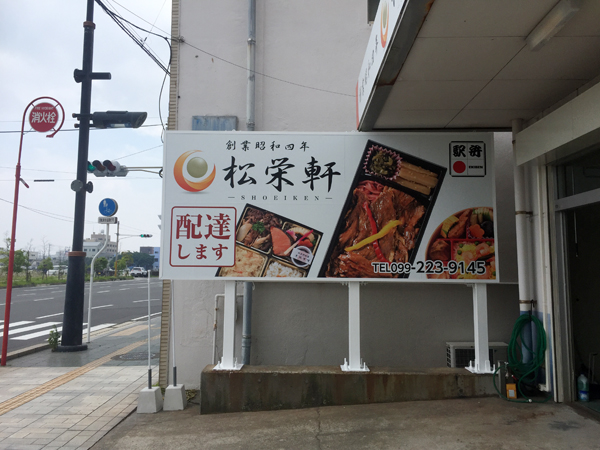 消火栓
創業昭和四年
松栄軒
SHOEIKEN
配達
します
駅弁
TEL099-223-9145